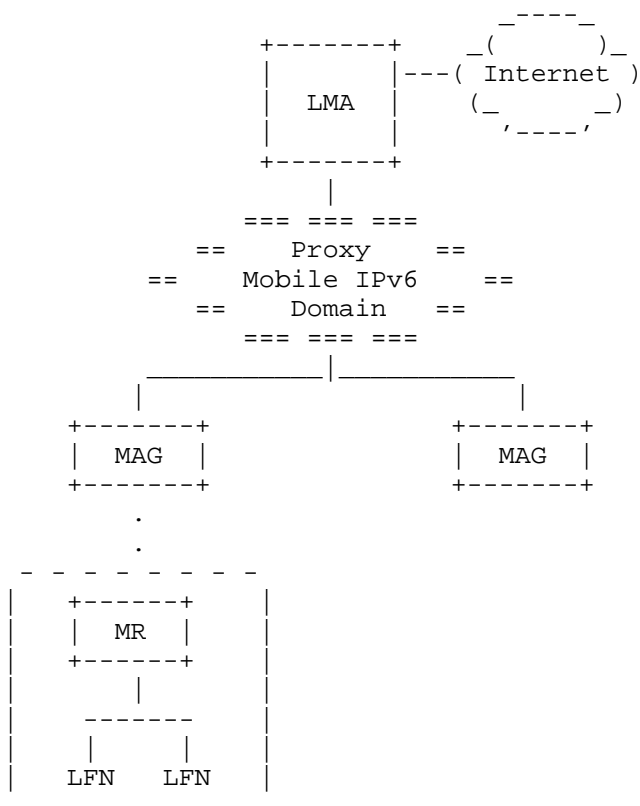 Internet
LMA
Proxy
Mobile IPv6
Domain
MAG MAG
MR
LFN LFN